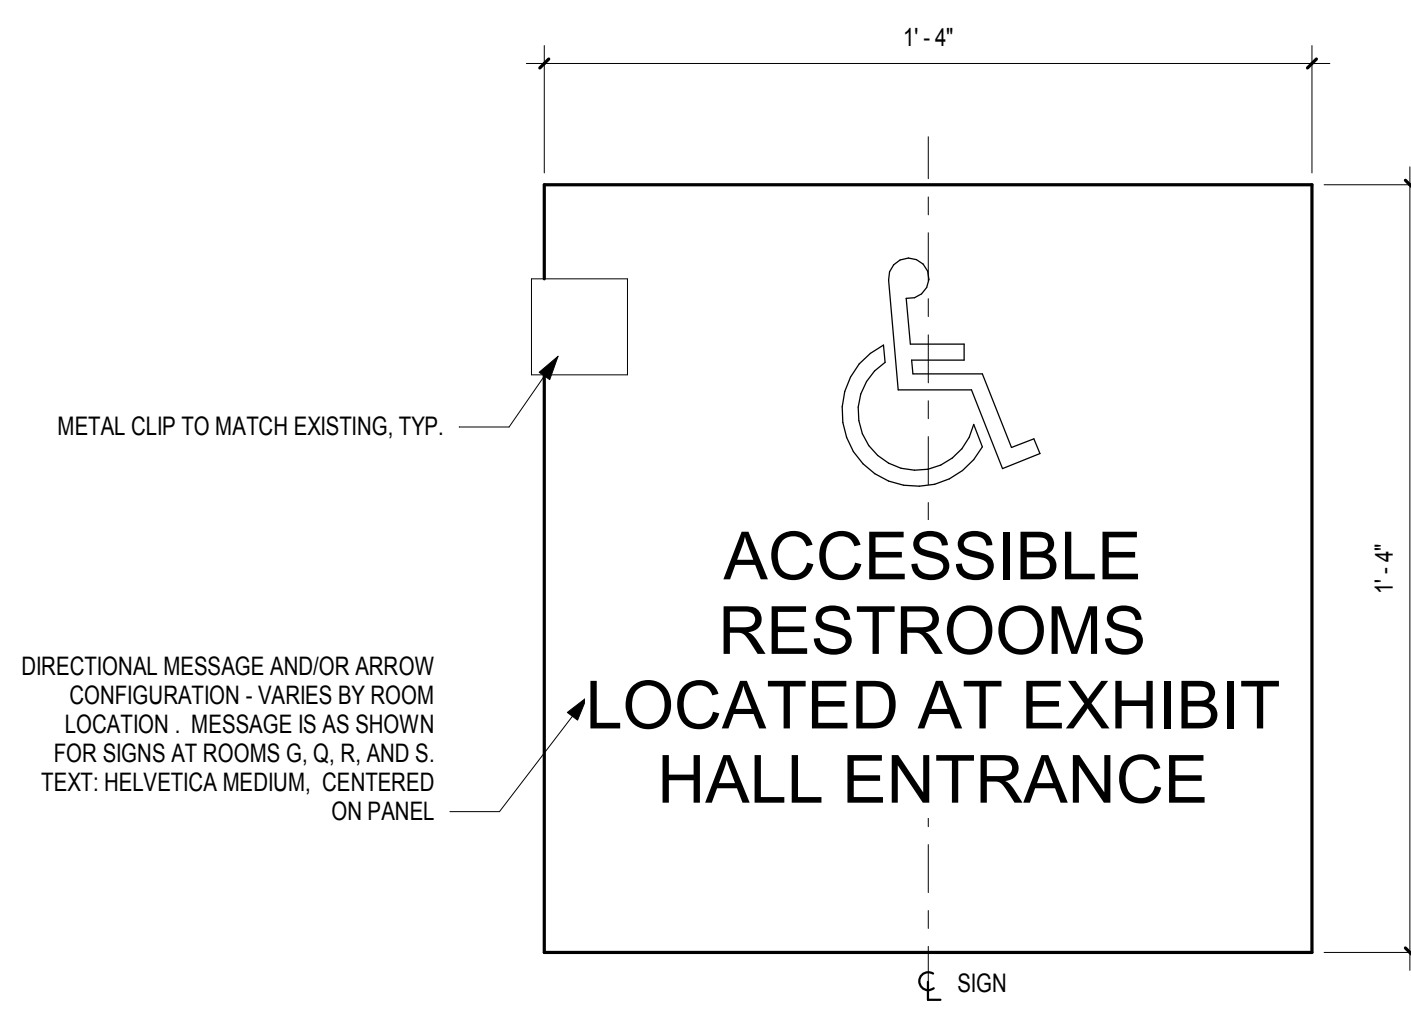 1' - 4"
METAL CLIP TO MATCH EXISTING, TYP.
ACCESSIBLE
RESTROOMS
LOCATED AT EXHIBIT
HALL ENTRANCE
1' - 4"
DIRECTIONAL MESSAGE AND/OR ARROW
CONFIGURATION - VARIES BY ROOM
LOCATION . MESSAGE IS AS SHOWN
FOR SIGNS AT ROOMS G, Q, R, AND S.
TEXT: HELVETICA MEDIUM, CENTERED
ON PANEL
℄ SIGN